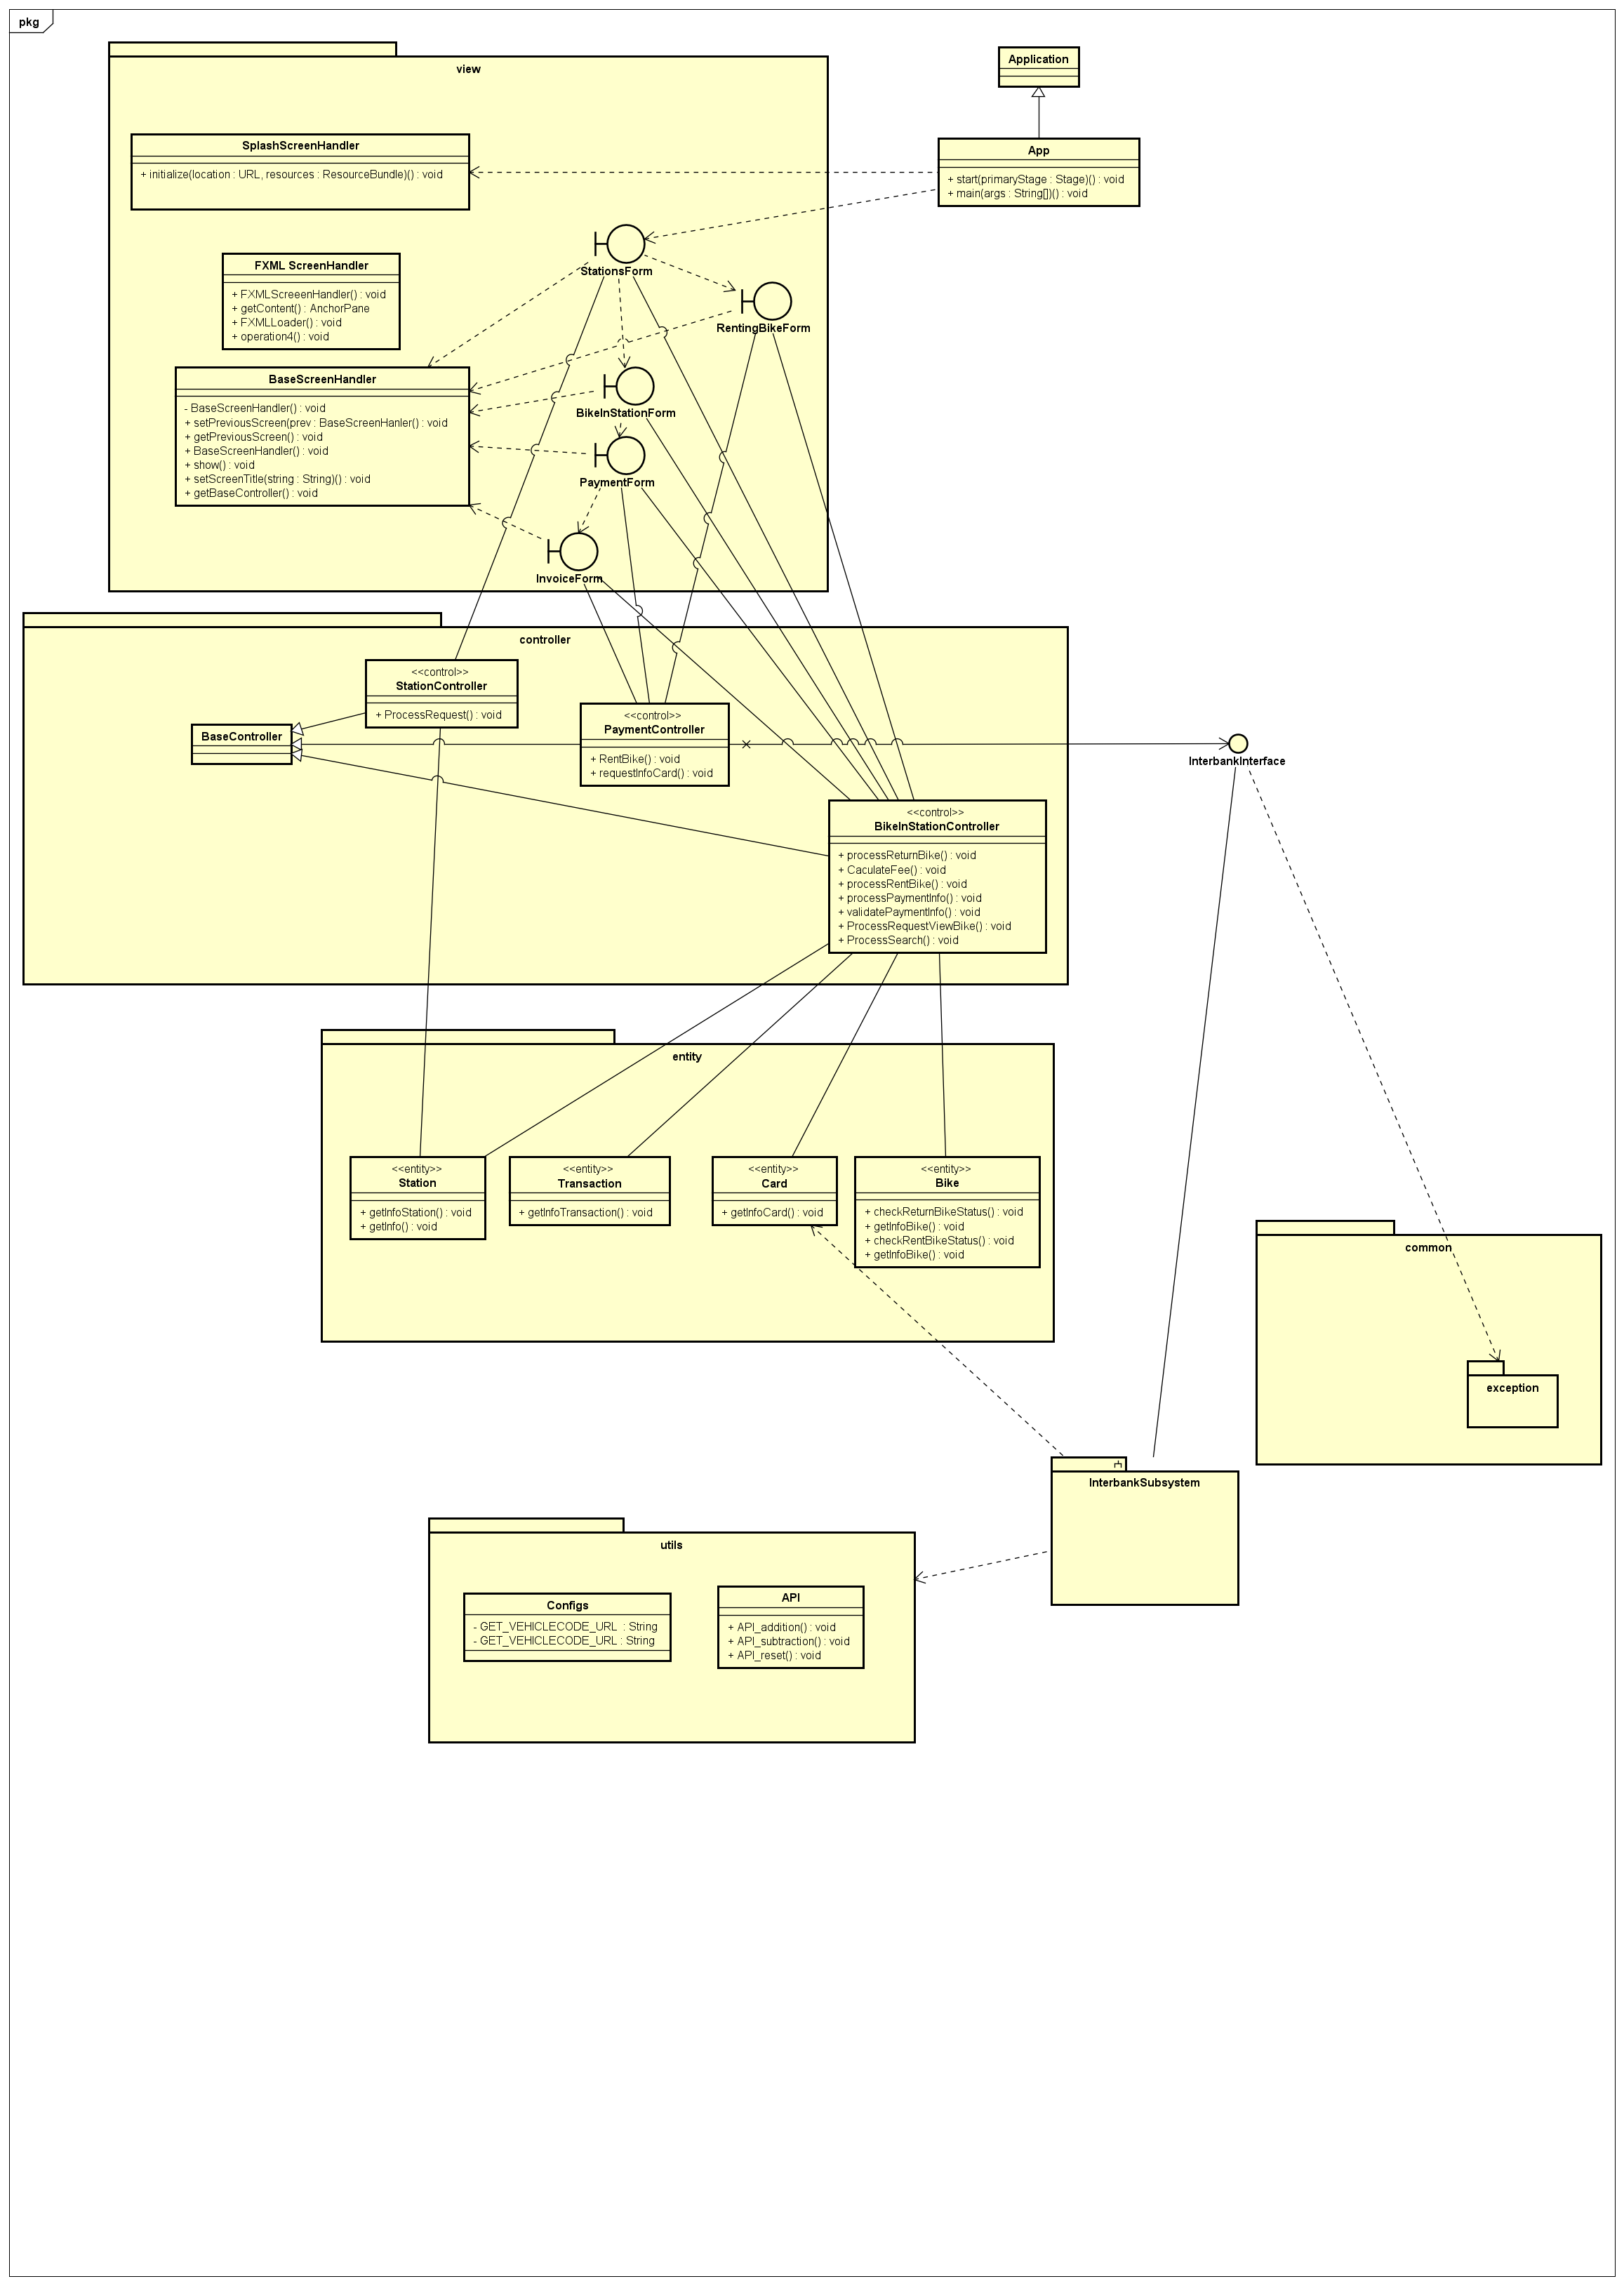 pkg
view
Application
SplashScreenHandler
+ initialize(location : URL, resources : ResourceBundle)() : void
App
+ start(primaryStage : Stage)() : void
+ main(args : String[])() : void
StationsForm
FXML ScreenHandler
+ FXMLScreeenHandler() : void
+ getContent() : AnchorPane
+ FXMLLoader() : void
+ operation4() : void
RentingBikeForm
BaseScreenHandler
- BaseScreenHandler() : void
+ setPreviousScreen(prev : BaseScreenHanler() : void
+ getPreviousScreen() : void
+ BaseScreenHandler() : void
+ show() : void
+ setScreenTitle(string : String)() : void
+ getBaseController() : void
BikeInStationForm
PaymentForm
InvoiceForm
controller
<<control>>
StationController
+ ProcessRequest() : void
BaseController
<<control>>
PaymentController
+ RentBike() : void
+ requestInfoCard() : void
InterbankInterface
<<control>>
BikeInStationController
+ processReturnBike() : void
+ CaculateFee() : void
+ processRentBike() : void
+ processPaymentInfo() : void
+ validatePaymentInfo() : void
+ ProcessRequestViewBike() : void
+ ProcessSearch() : void
entity
<<entity>>
Station
+ getInfoStation() : void
+ getInfo() : void
<<entity>>
Transaction
+ getInfoTransaction() : void
<<entity>>
Card
+ getInfoCard() : void
<<entity>>
Bike
+ checkReturnBikeStatus() : void
+ getInfoBike() : void
+ checkRentBikeStatus() : void
+ getInfoBike() : void
common
exception
InterbankSubsystem
utils
Configs
- GET_VEHICLECODE_URL  : String
- GET_VEHICLECODE_URL : String
API
+ API_addition() : void
+ API_subtraction() : void
+ API_reset() : void